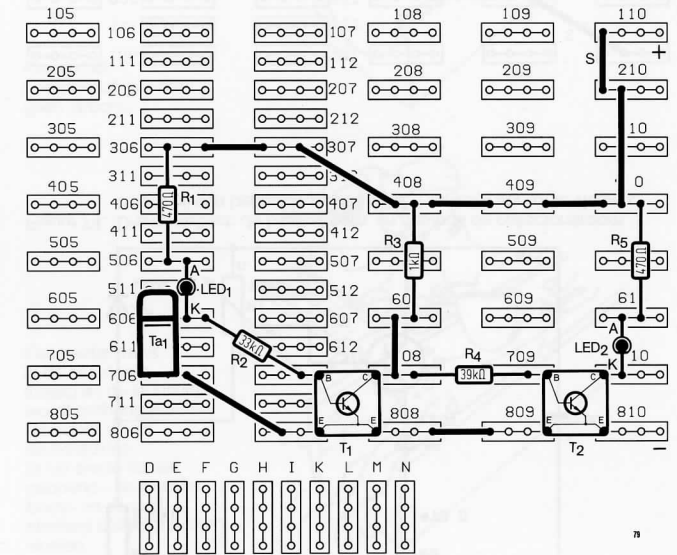 105 108 109 110
106 107
+
111 112
S
205 206 207 208 209 210
211 212
305 306 307 308 309 10
311
405 406 R1 470Ω 407 408 409 0
411 412
505 506 R3 1kΩ 507 509 R5 470Ω
A
511 LED1 512
605 606 K 607 60 609 61
A
Ta1 R2 33kΩ LED2
611 612
705 706 08 R4 39kΩ 709 K 10
B C B C
711
805 806 E E 808 809 E E 810
T1 T2 −
D E F G H I K L M N
79